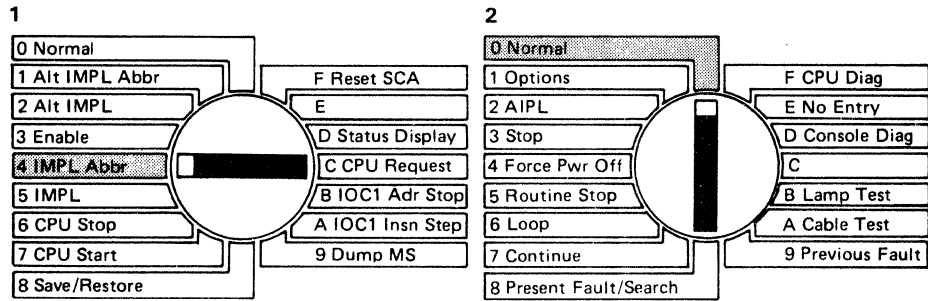 1
0 Normal
1 Alt IMPL Abbr
2 Alt IMPL
3 Enable
4 IMPL Abbr
5 IMPL
6 CPU Stop
7 CPU Start
8 Save/Restore
F Reset SCA
E
D Status Display
C CPU Request
B IOC1 Adr Stop
A IOC1 Insn Step
9 Dump MS
2
0 Normal
1 Options
2 AIPL
3 Stop
4 Force Pwr Off
5 Routine Stop
6 Loop
7 Continue
8 Present Fault/Search
F CPU Diag
E No Entry
D Console Diag
C
B Lamp Test
A Cable Test
9 Previous Fault